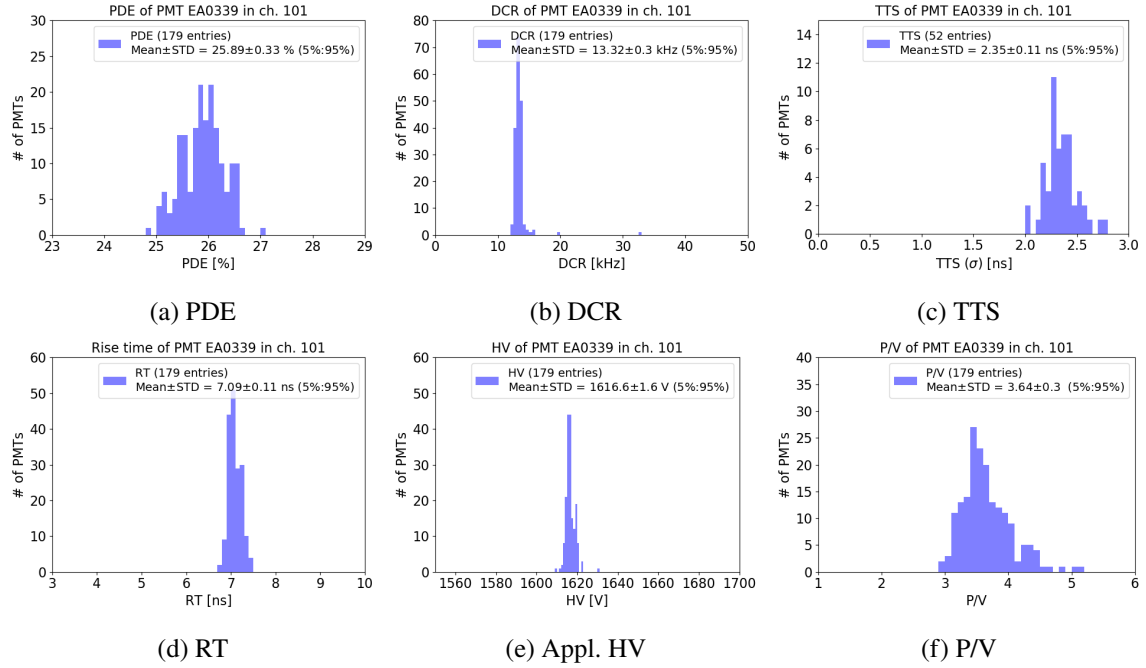 PDE of PMT EA0339 in ch. 101
PDE (179 entries)
Mean±STD = 25.89±0.33 % (5%:95%)
# of PMTs
30
25
20
15
10
5
0
23 24 25 26 27 28 29
PDE [%]
(a) PDE
DCR of PMT EA0339 in ch. 101
DCR (179 entries)
Mean±STD = 13.32±0.3 kHz (5%:95%)
# of PMTs
80
70
60
50
40
30
20
10
0
0 10 20 30 40 50
DCR [kHz]
(b) DCR
TTS of PMT EA0339 in ch. 101
TTS (52 entries)
Mean±STD = 2.35±0.11 ns (5%:95%)
# of PMTs
14
12
10
8
6
4
2
0
0.0 0.5 1.0 1.5 2.0 2.5 3.0
TTS (σ) [ns]
(c) TTS
Rise time of PMT EA0339 in ch. 101
RT (179 entries)
Mean±STD = 7.09±0.11 ns (5%:95%)
# of PMTs
60
50
40
30
20
10
0
3 4 5 6 7 8 9 10
RT [ns]
(d) RT
HV of PMT EA0339 in ch. 101
HV (179 entries)
Mean±STD = 1616.6±1.6 V (5%:95%)
# of PMTs
60
50
40
30
20
10
0
1560 1580 1600 1620 1640 1660 1680 1700
HV [V]
(e) Appl. HV
P/V of PMT EA0339 in ch. 101
P/V (179 entries)
Mean±STD = 3.64±0.3 (5%:95%)
# of PMTs
40
35
30
25
20
15
10
5
0
1 2 3 4 5 6
P/V
(f) P/V